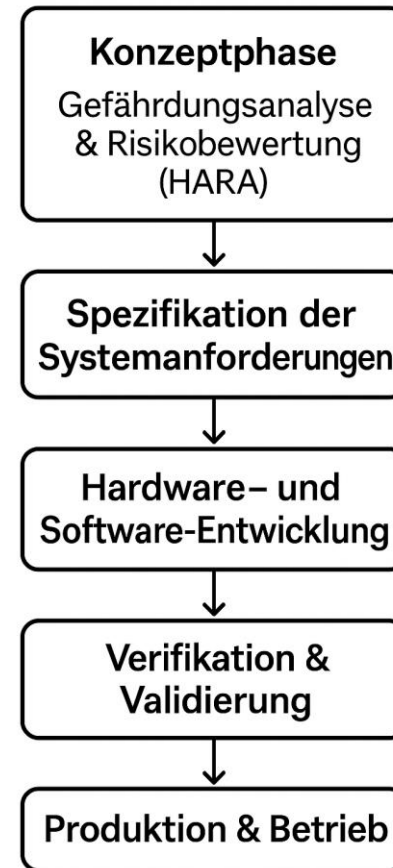 Konzeptphase
Gefährdungsanalyse
& Risikobewertung
(HARA)
Spezifikation der
Systemanforderungen
Hardware– und
Software-Entwicklung
Verifikation &
Validierung
Produktion & Betrieb